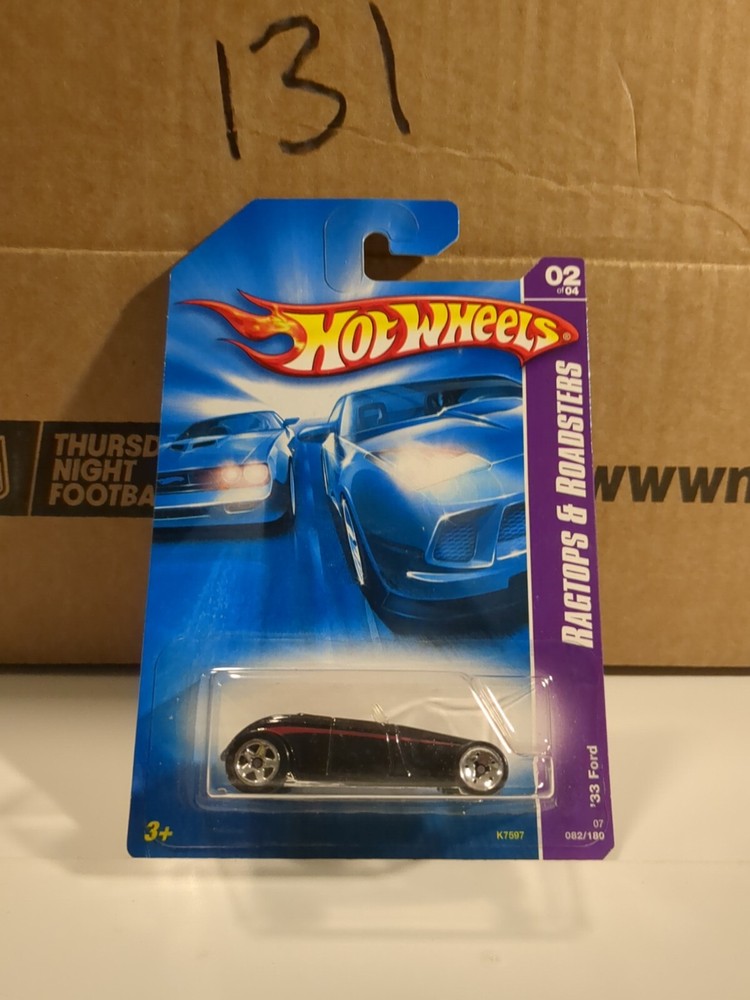 131
02
of 04
HOT WHEELS®
RAGTOPS & ROADSTERS
THURSD
NIGHT
FOOTBA
wwwn
'33 Ford
07
082/180
K7597
3+